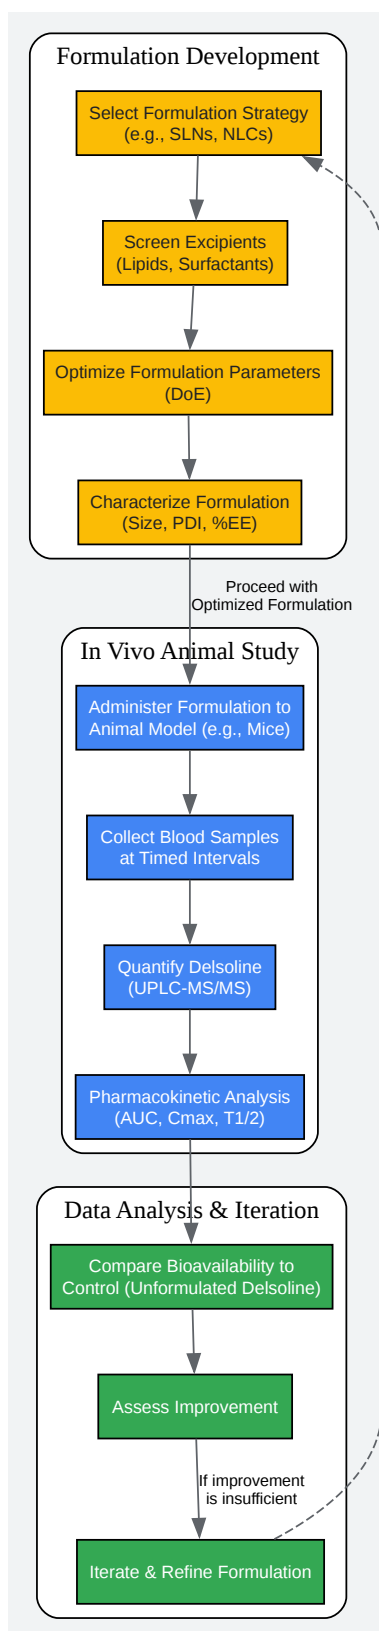 Formulation Development
Select Formulation Strategy
(e.g., SLNs, NLCs)
Screen Excipients
(Lipids, Surfactants)
Optimize Formulation Parameters
(DoE)
Characterize Formulation
(Size, PDI, %EE)
Proceed with
Optimized Formulation
In Vivo Animal Study
Administer Formulation to
Animal Model (e.g., Mice)
Collect Blood Samples
at Timed Intervals
Quantify Delsoline
(UPLC-MS/MS)
Pharmacokinetic Analysis
(AUC, Cmax, T1/2)
Data Analysis & Iteration
Compare Bioavailability to
Control (Unformulated Delsoline)
Assess Improvement
If improvement
is insufficient
Iterate & Refine Formulation